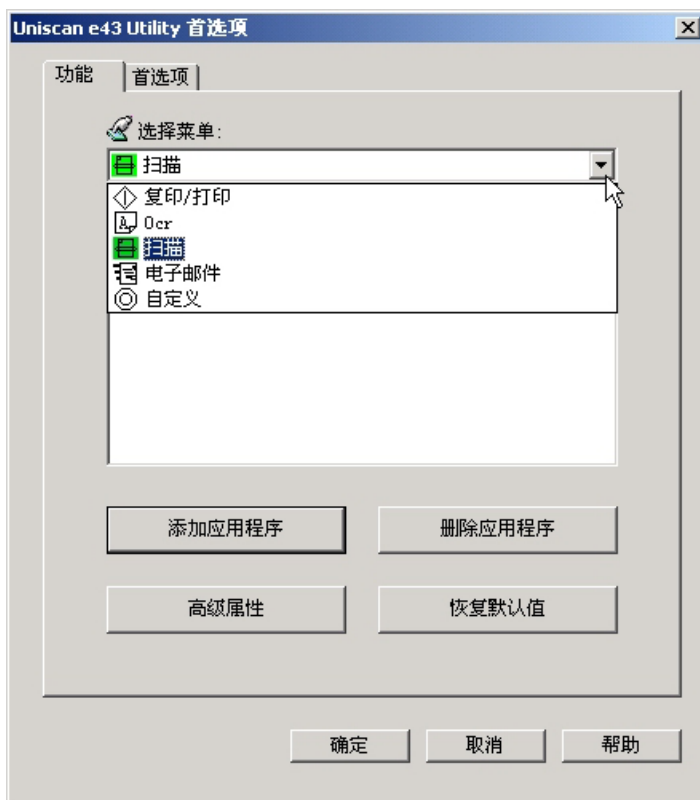 Uniscan e43 Utility 首选项
功能 首选项
选择菜单:
扫描
复印/打印
Ocr
扫描
电子邮件
自定义
添加应用程序 删除应用程序
高级属性 恢复默认值
确定 取消 帮助